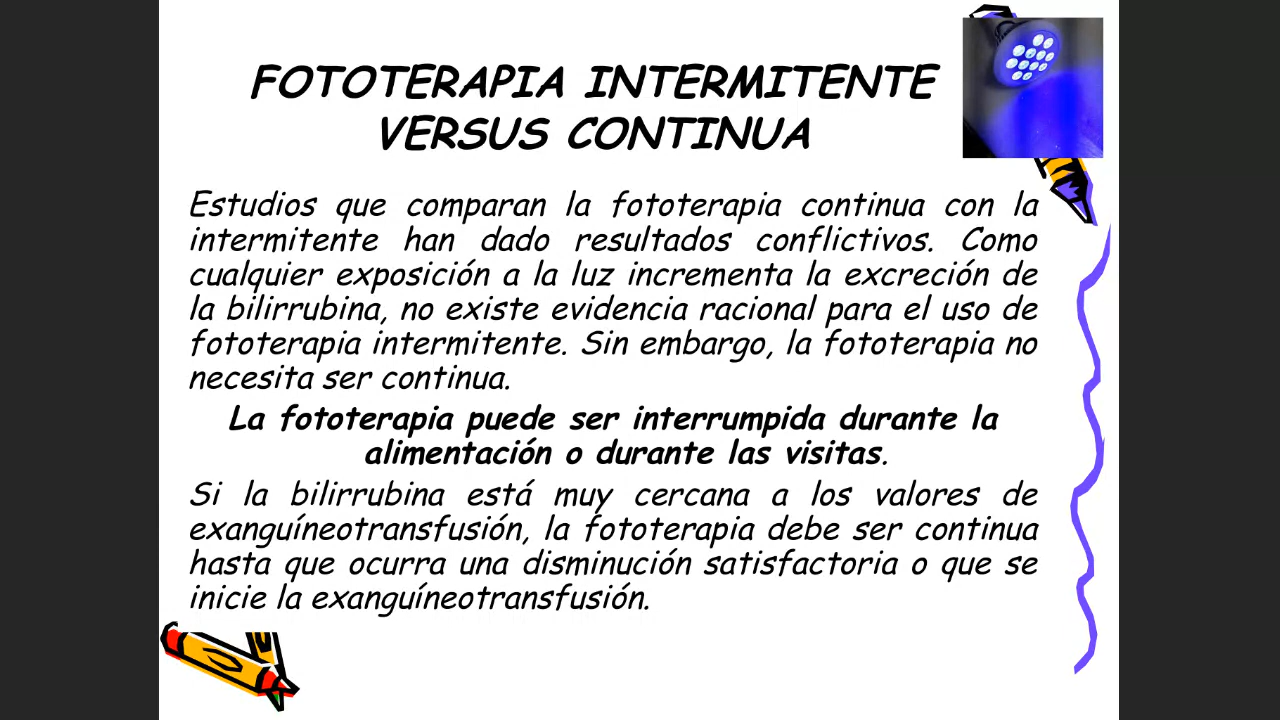 FOTOTERAPIA INTERMITENTE
VERSUS CONTINUA
Estudios que comparan la fototerapia continua con la
intermitente han dado resultados conflictivos. Como
cualquier exposición a la luz incrementa la excreción de
la bilirrubina, no existe evidencia racional para el uso de
fototerapia intermitente. Sin embargo, la fototerapia no
necesita ser continua.
La fototerapia puede ser interrumpida durante la
alimentación o durante las visitas.
Si la bilirrubina está muy cercana a los valores de
exanguíneotransfusión, la fototerapia debe ser continua
hasta que ocurra una disminución satisfactoria o que se
inicie la exanguíneotransfusión.